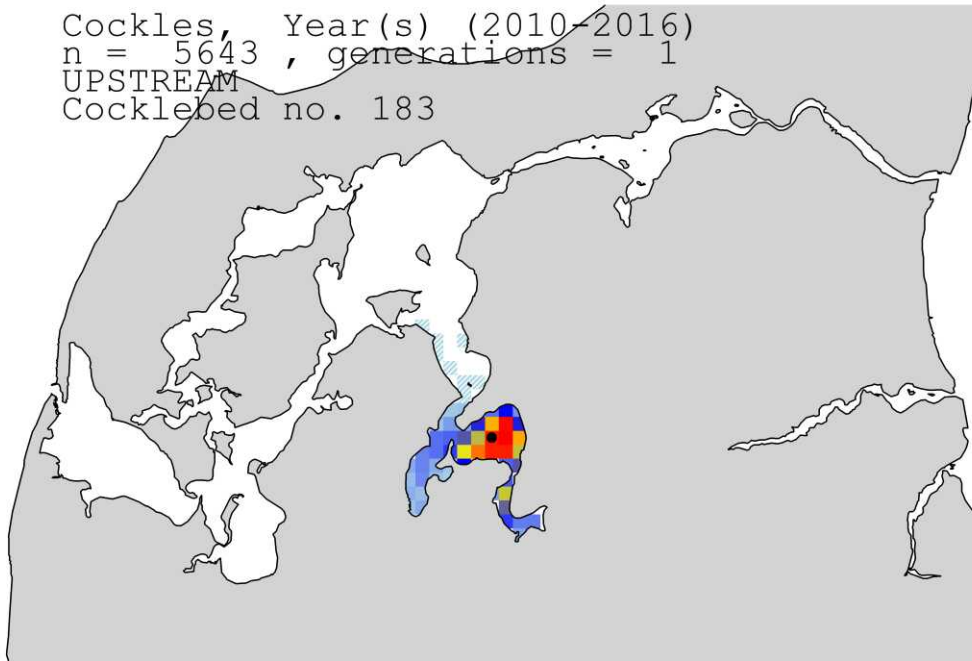 Cockles, Year(s) (2010-2016)
n = 5643 , generations = 1
UPSTREAM
Cocklebed no. 183